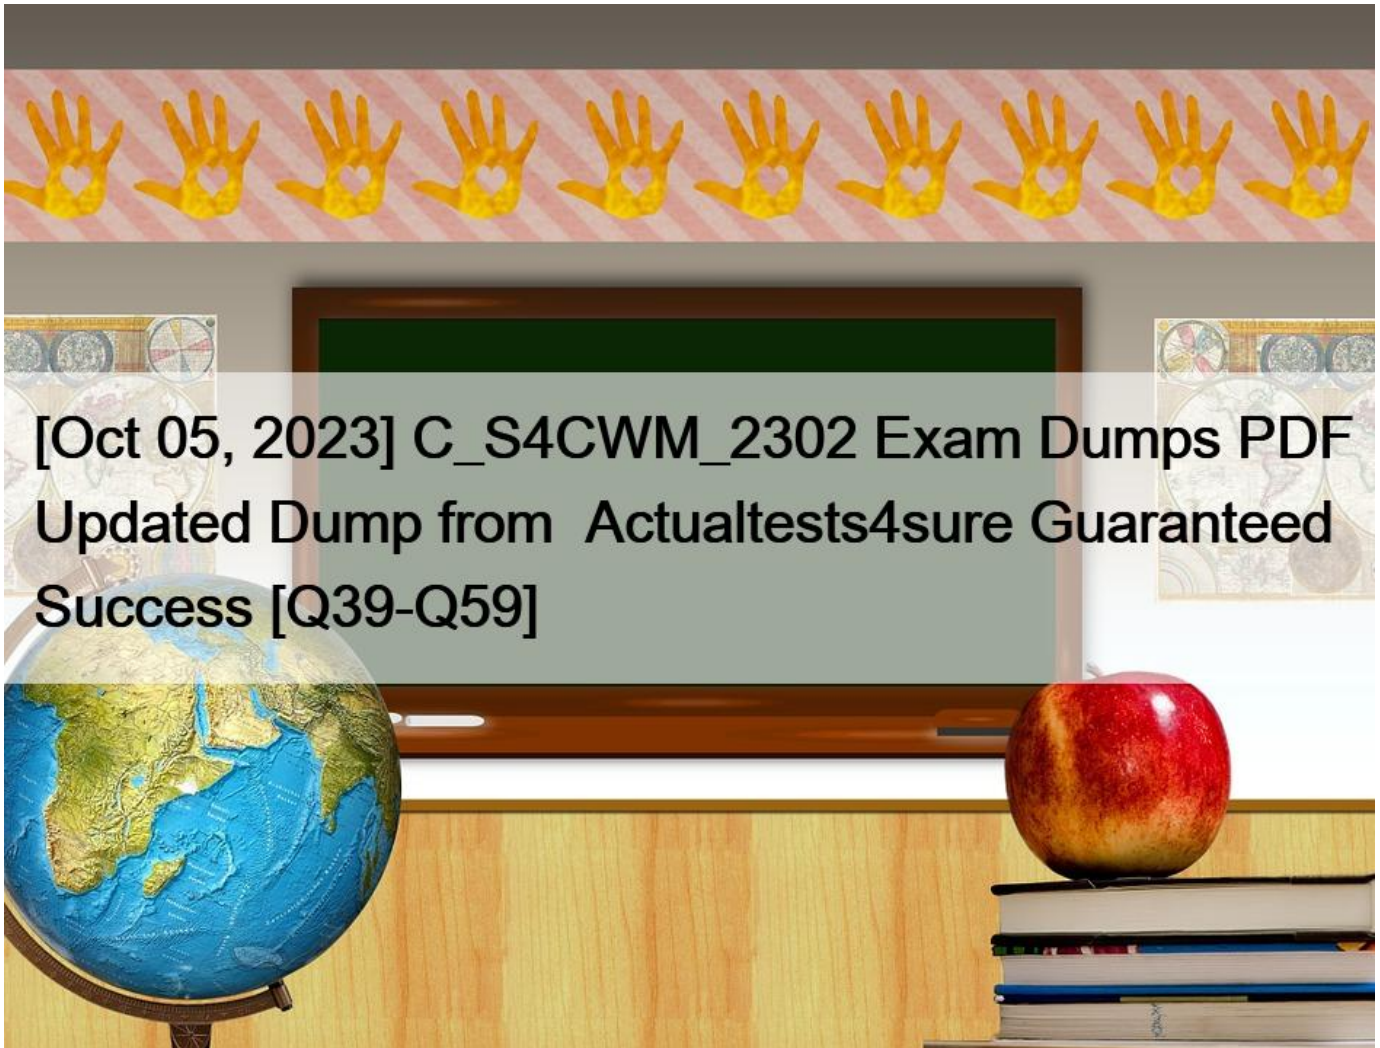 [Oct 05, 2023] C_S4CWM_2302 Exam Dumps PDF
Updated Dump from  Actualtests4sure Guaranteed
Success [Q39-Q59]